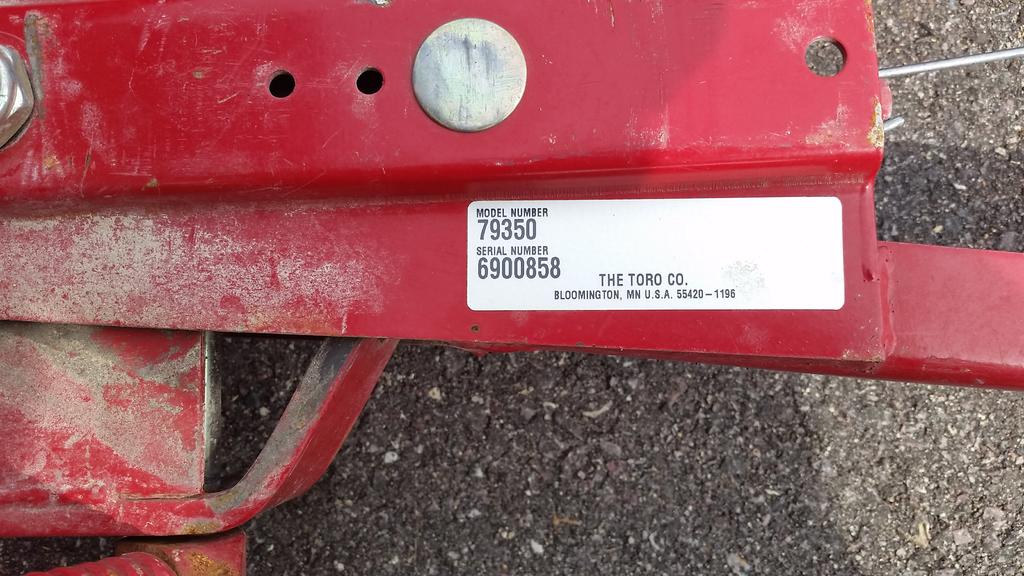 MODEL NUMBER
79350
SERIAL NUMBER
6900858
THE TORO CO.
BLOOMINGTON, MN U.S.A. 55420-1196